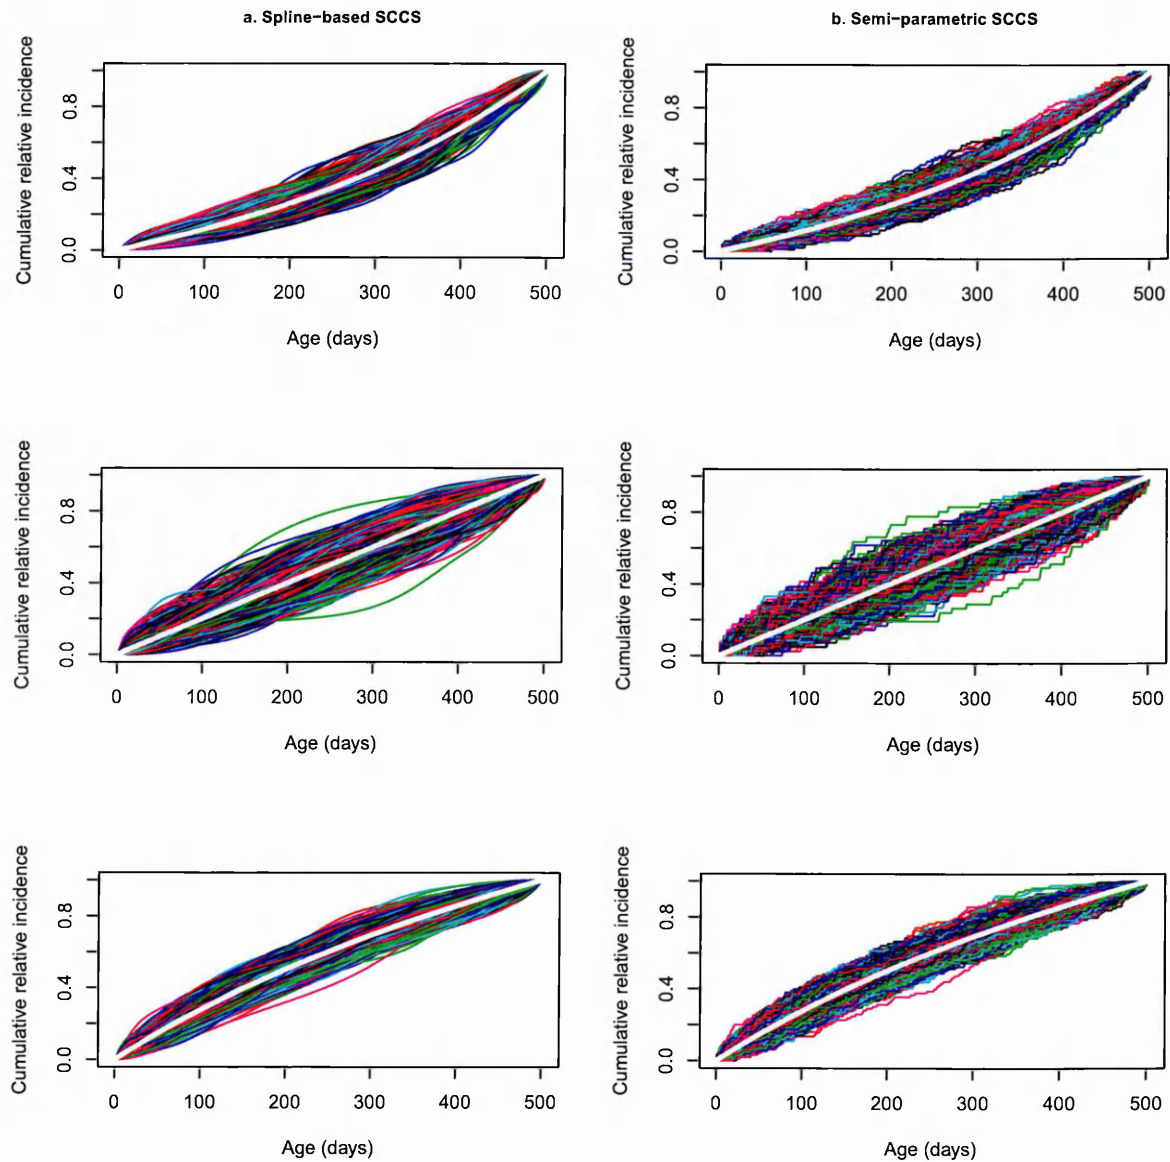 a. Spline-based SCCS
b. Semi-parametric SCCS
Cumulative relative incidence
0.0 0.4 0.8
0 100 200 300 400 500
Age (days)
Cumulative relative incidence
0.0 0.4 0.8
0 100 200 300 400 500
Age (days)
Cumulative relative incidence
0.0 0.4 0.8
0 100 200 300 400 500
Age (days)
Cumulative relative incidence
0.0 0.4 0.8
0 100 200 300 400 500
Age (days)
Cumulative relative incidence
0.0 0.4 0.8
0 100 200 300 400 500
Age (days)
Cumulative relative incidence
0.0 0.4 0.8
0 100 200 300 400 500
Age (days)